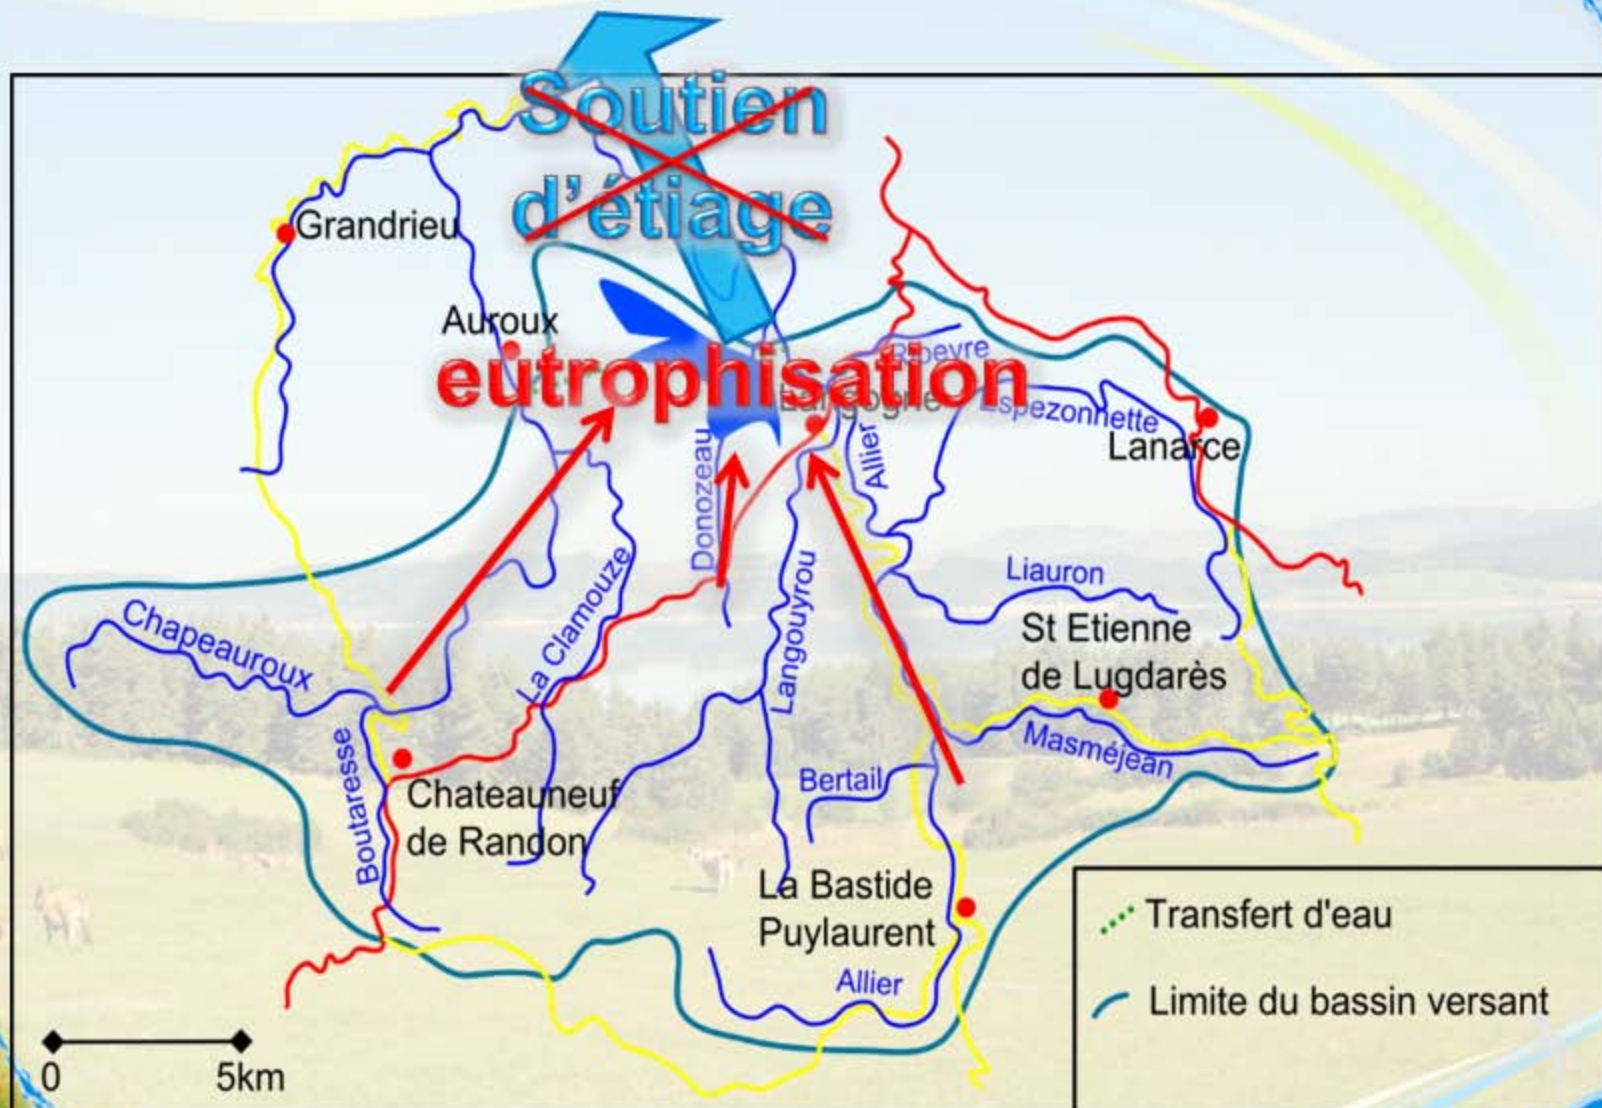 Soutien
d'étiage
Grandrieu
Auroux
eutrophisation
Ribevre
Langogne
Espezonnette
Lanarce
Allier
Donozeau
La Clamouze
Langouyrou
Liauron
St Etienne
de Lugdarès
Chapeauroux
Masméjean
Boutaresse
Bertail
Chateauneuf
de Randon
La Bastide
Puylaurent
Allier
Transfert d'eau
Limite du bassin versant
0 5km